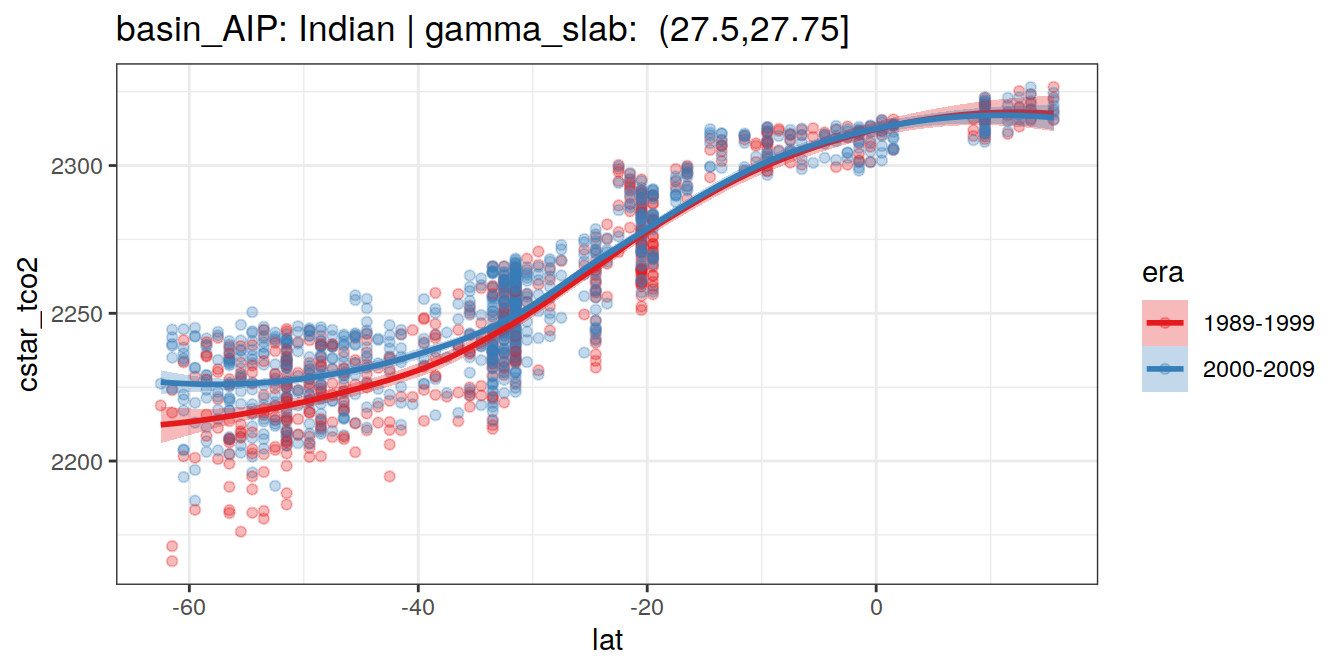 basin_AIP: Indian | gamma_slab:  (27.5,27.75]
cstar_tco2
2300
2250
2200
-60
-40
-20
0
lat
era
1989-1999
2000-2009